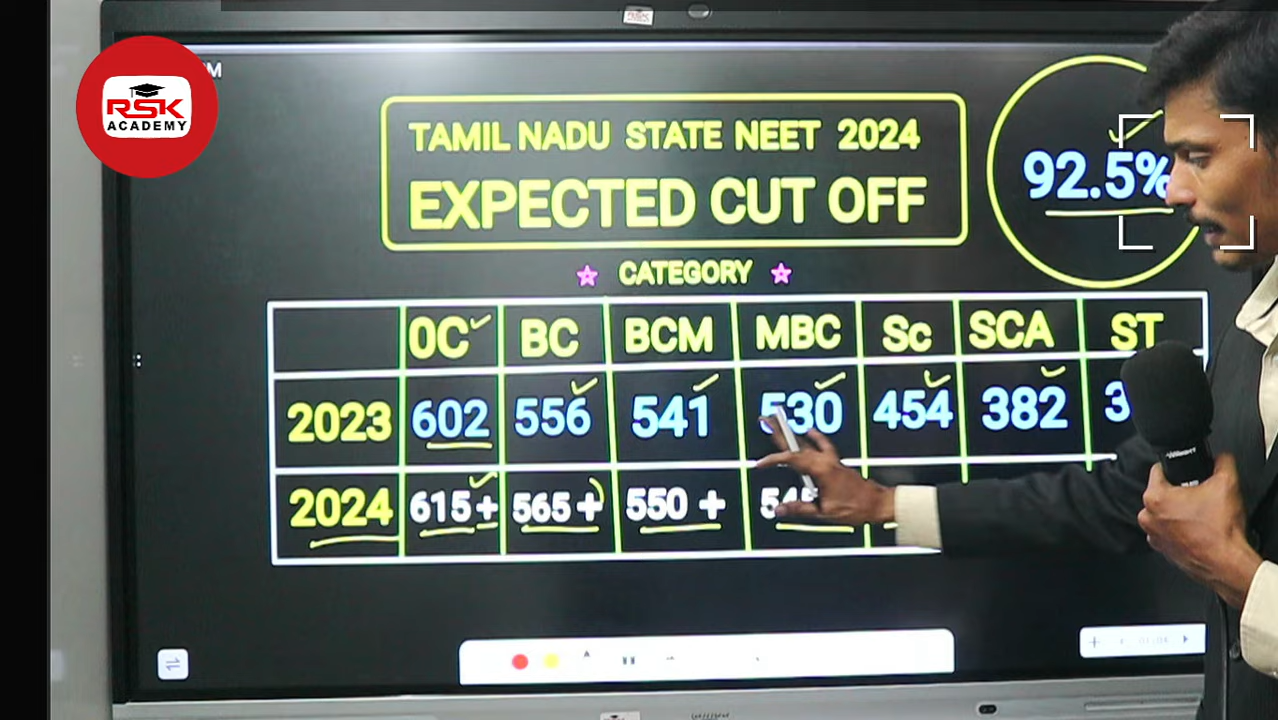 RSK
ACADEMY
TAMIL NADU STATE NEET 2024
EXPECTED CUT OFF
92.5%
CATEGORY
OC BC BCM MBC Sc SCA ST
2023 602 556 541 530 454 382
2024 615+ 565+ 550+